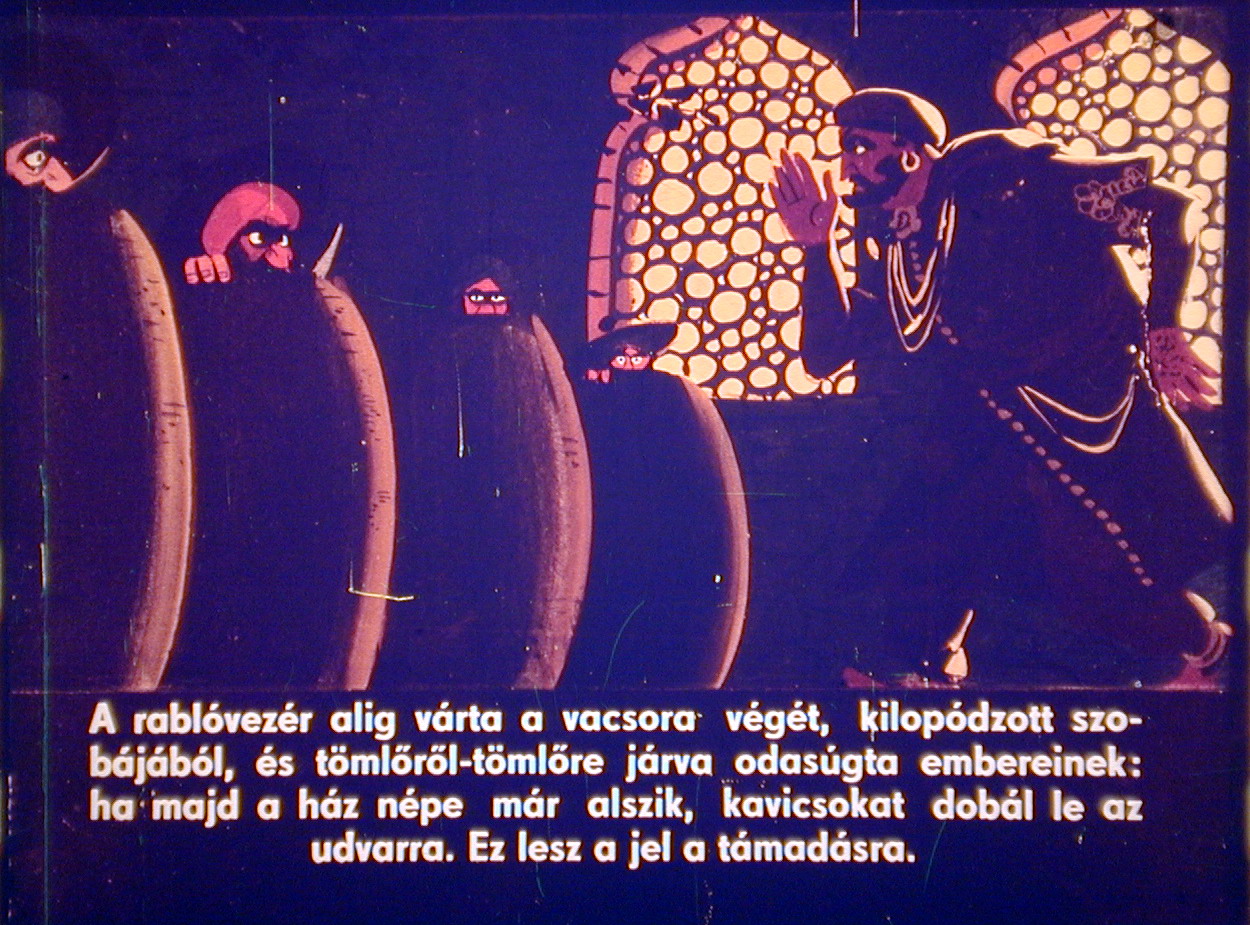 A rablóvezér alig várta a vacsora végét, kilopódzott szo-
bájából, és tömlőről-tömlőre járva odasúgta embereinek:
ha majd a ház népe már alszik, kavicsokat dobál le az
udvarra. Ez lesz a jel a támadásra.